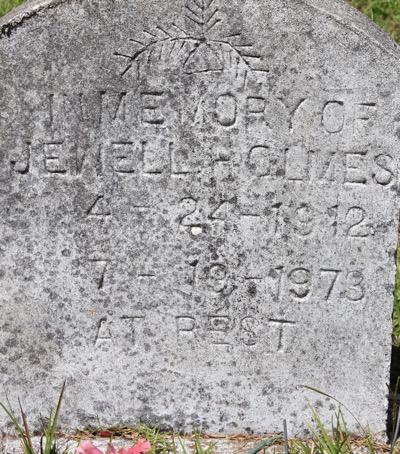 IN MEMORY OF
JEWELL HOLMES
4 - 24 - 1912
7 - 19 - 1973
AT REST